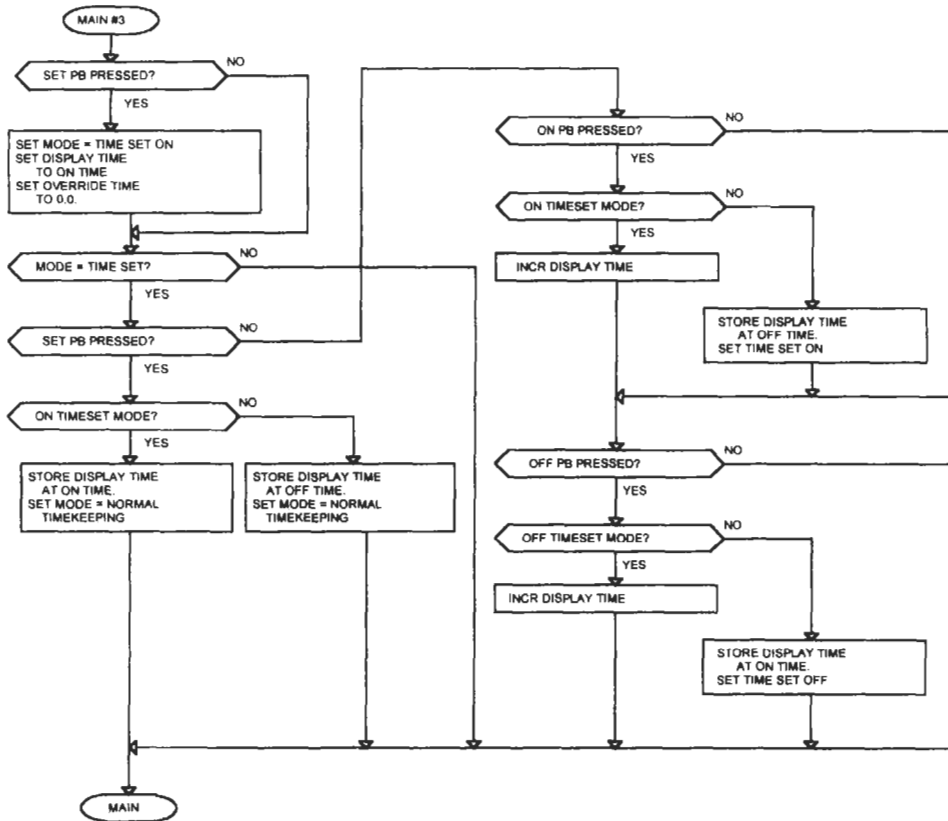 MAIN #3
SET PB PRESSED?
NO
YES
SET MODE = TIME SET ON
SET DISPLAY TIME
TO ON TIME
SET OVERRIDE TIME
TO 0.0.
MODE = TIME SET?
NO
YES
SET PB PRESSED?
NO
YES
ON TIMESET MODE?
NO
YES
STORE DISPLAY TIME
AT ON TIME.
SET MODE = NORMAL
TIMEKEEPING
STORE DISPLAY TIME
AT OFF TIME.
SET MODE = NORMAL
TIMEKEEPING
MAIN
ON PB PRESSED?
NO
YES
ON TIMESET MODE?
NO
YES
INCR DISPLAY TIME
STORE DISPLAY TIME
AT OFF TIME.
SET TIME SET ON
OFF PB PRESSED?
NO
YES
OFF TIMESET MODE?
NO
YES
INCR DISPLAY TIME
STORE DISPLAY TIME
AT ON TIME.
SET TIME SET OFF